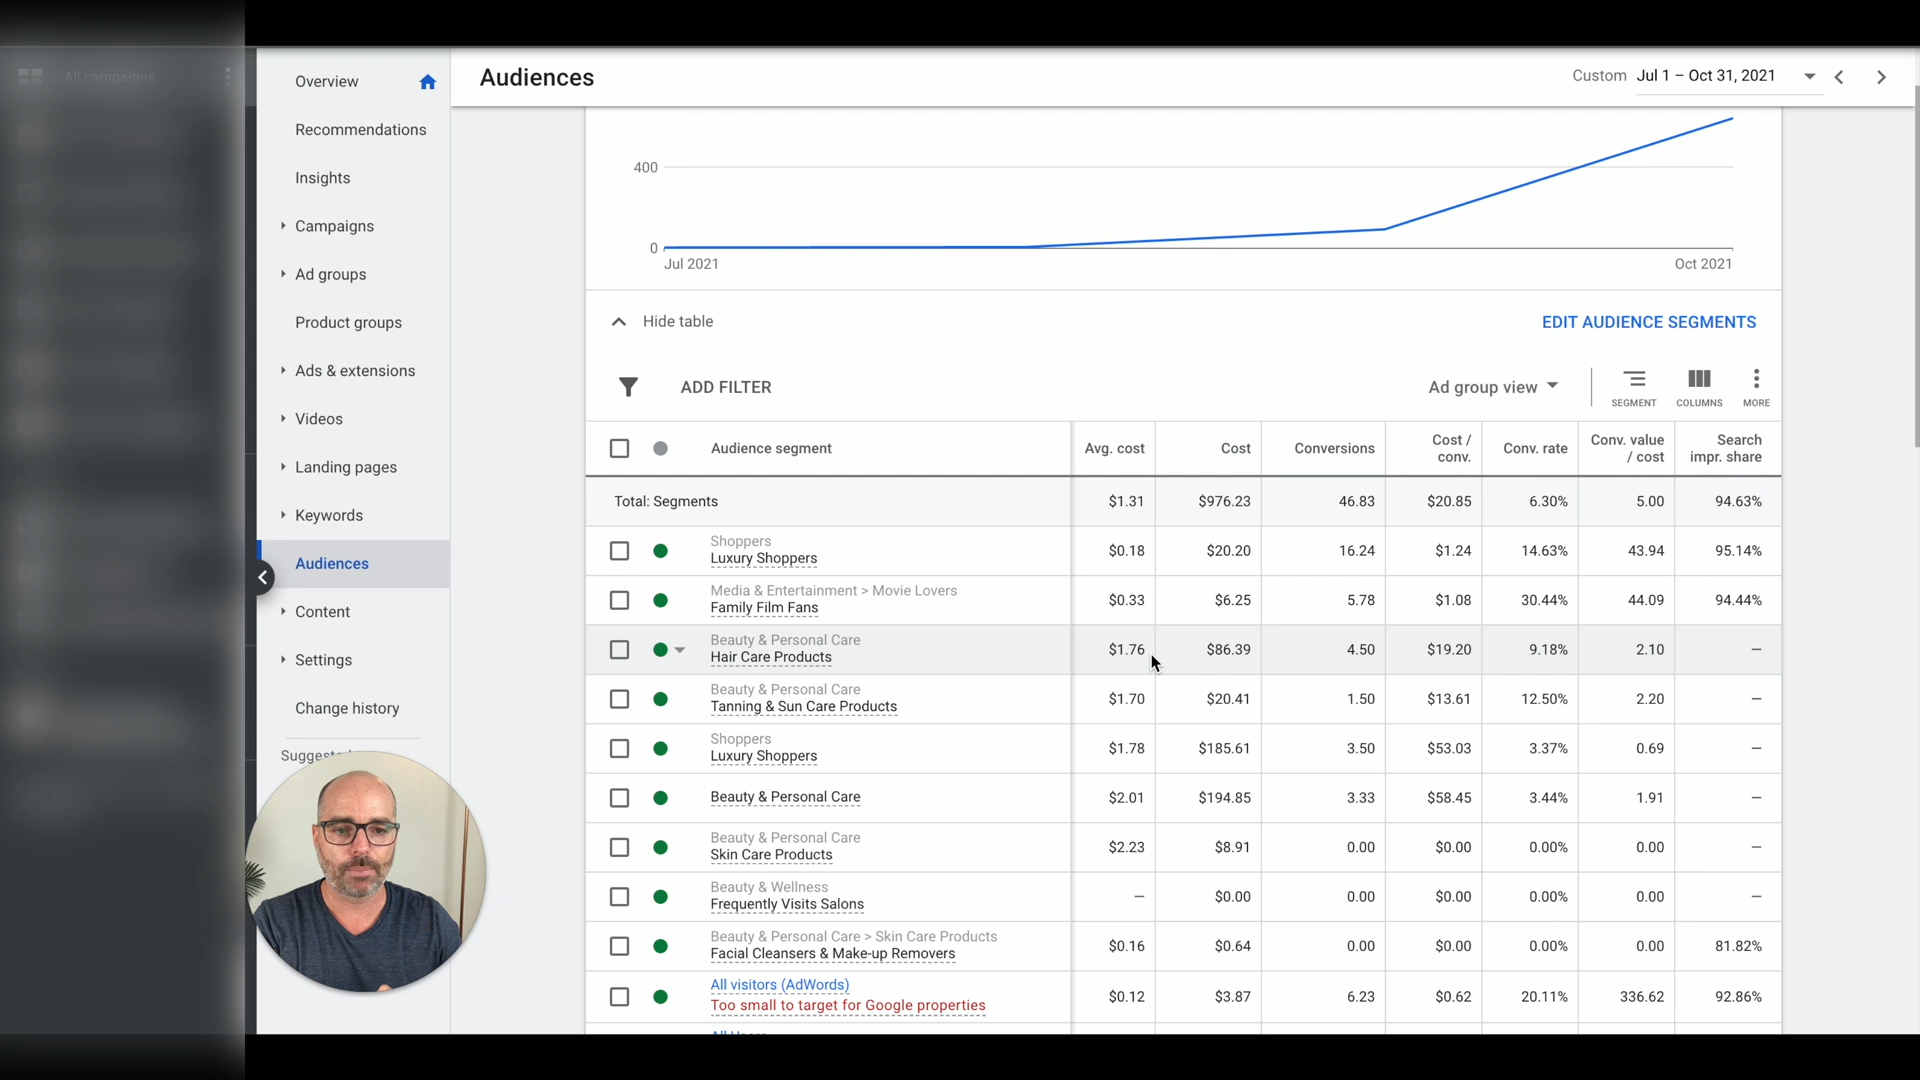 All campaigns
Overview
Recommendations
Insights
Campaigns
Ad groups
Product groups
Ads & extensions
Videos
Landing pages
Keywords
Audiences
Content
Settings
Change history
Audiences
Custom Jul 1 – Oct 31, 2021
400
0
Jul 2021
Oct 2021
Hide table
EDIT AUDIENCE SEGMENTS
ADD FILTER
Ad group view
SEGMENT
COLUMNS
MORE
Audience segment Avg. cost Cost Conversions Cost / conv. Conv. rate Conv. value / cost Search impr. share
Total: Segments $1.31 $976.23 46.83 $20.85 6.30% 5.00 94.63%
Shoppers
Luxury Shoppers $0.18 $20.20 16.24 $1.24 14.63% 43.94 95.14%
Media & Entertainment > Movie Lovers
Family Film Fans $0.33 $6.25 5.78 $1.08 30.44% 44.09 94.44%
Beauty & Personal Care
Hair Care Products $1.76 $86.39 4.50 $19.20 9.18% 2.10 —
Beauty & Personal Care
Tanning & Sun Care Products $1.70 $20.41 1.50 $13.61 12.50% 2.20 —
Shoppers
Luxury Shoppers $1.78 $185.61 3.50 $53.03 3.37% 0.69 —
Beauty & Personal Care $2.01 $194.85 3.33 $58.45 3.44% 1.91 —
Beauty & Personal Care
Skin Care Products $2.23 $8.91 0.00 $0.00 0.00% 0.00 —
Beauty & Wellness
Frequently Visits Salons — $0.00 0.00 $0.00 0.00% 0.00 —
Beauty & Personal Care > Skin Care Products
Facial Cleansers & Make-up Removers $0.16 $0.64 0.00 $0.00 0.00% 0.00 81.82%
All visitors (AdWords)
Too small to target for Google properties $0.12 $3.87 6.23 $0.62 20.11% 336.62 92.86%